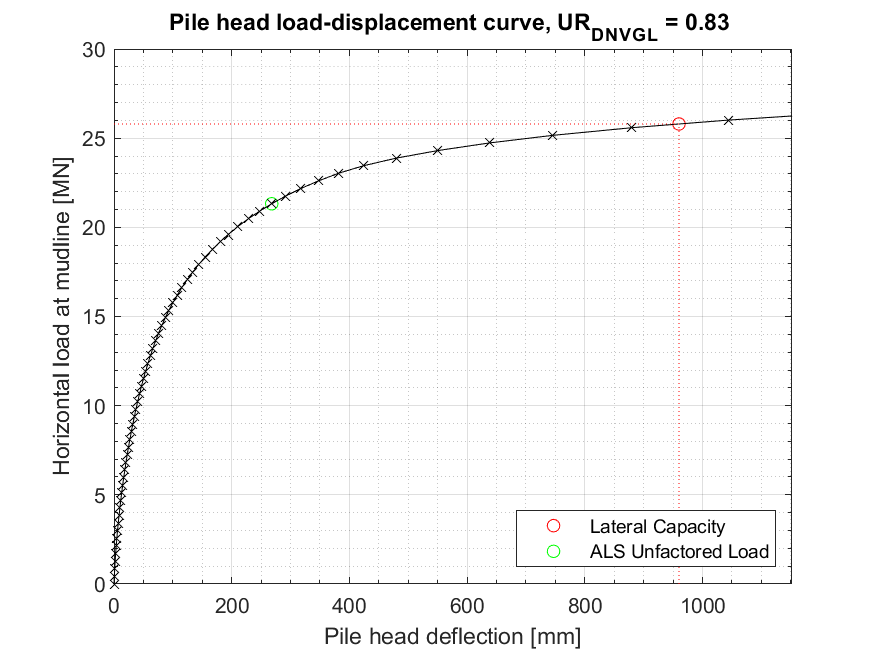 Pile head load-displacement curve, UR_DNVGL = 0.83
30
25
20
15
10
5
0
Horizontal load at mudline [MN]
Lateral Capacity
ALS Unfactored Load
0 200 400 600 800 1000
Pile head deflection [mm]